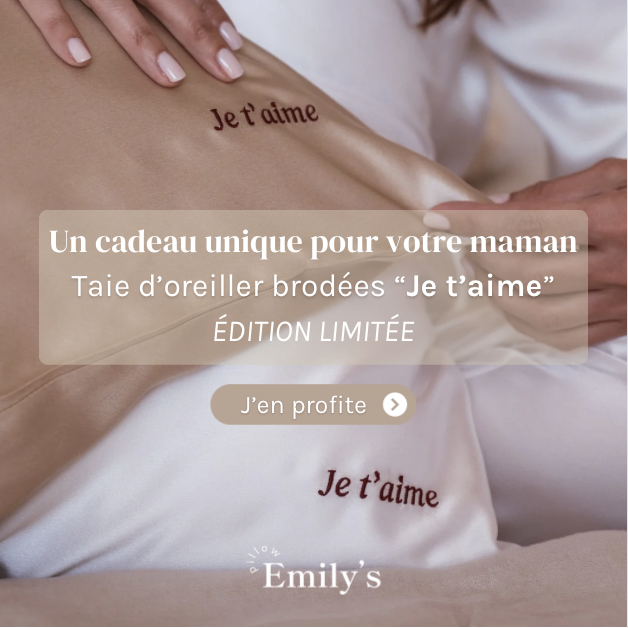 Je t'aime
Un cadeau unique pour votre maman
Taie d'oreiller brodées “Je t'aime”
ÉDITION LIMITÉE
J'en profite
Je t'aime
pillow
Emily's